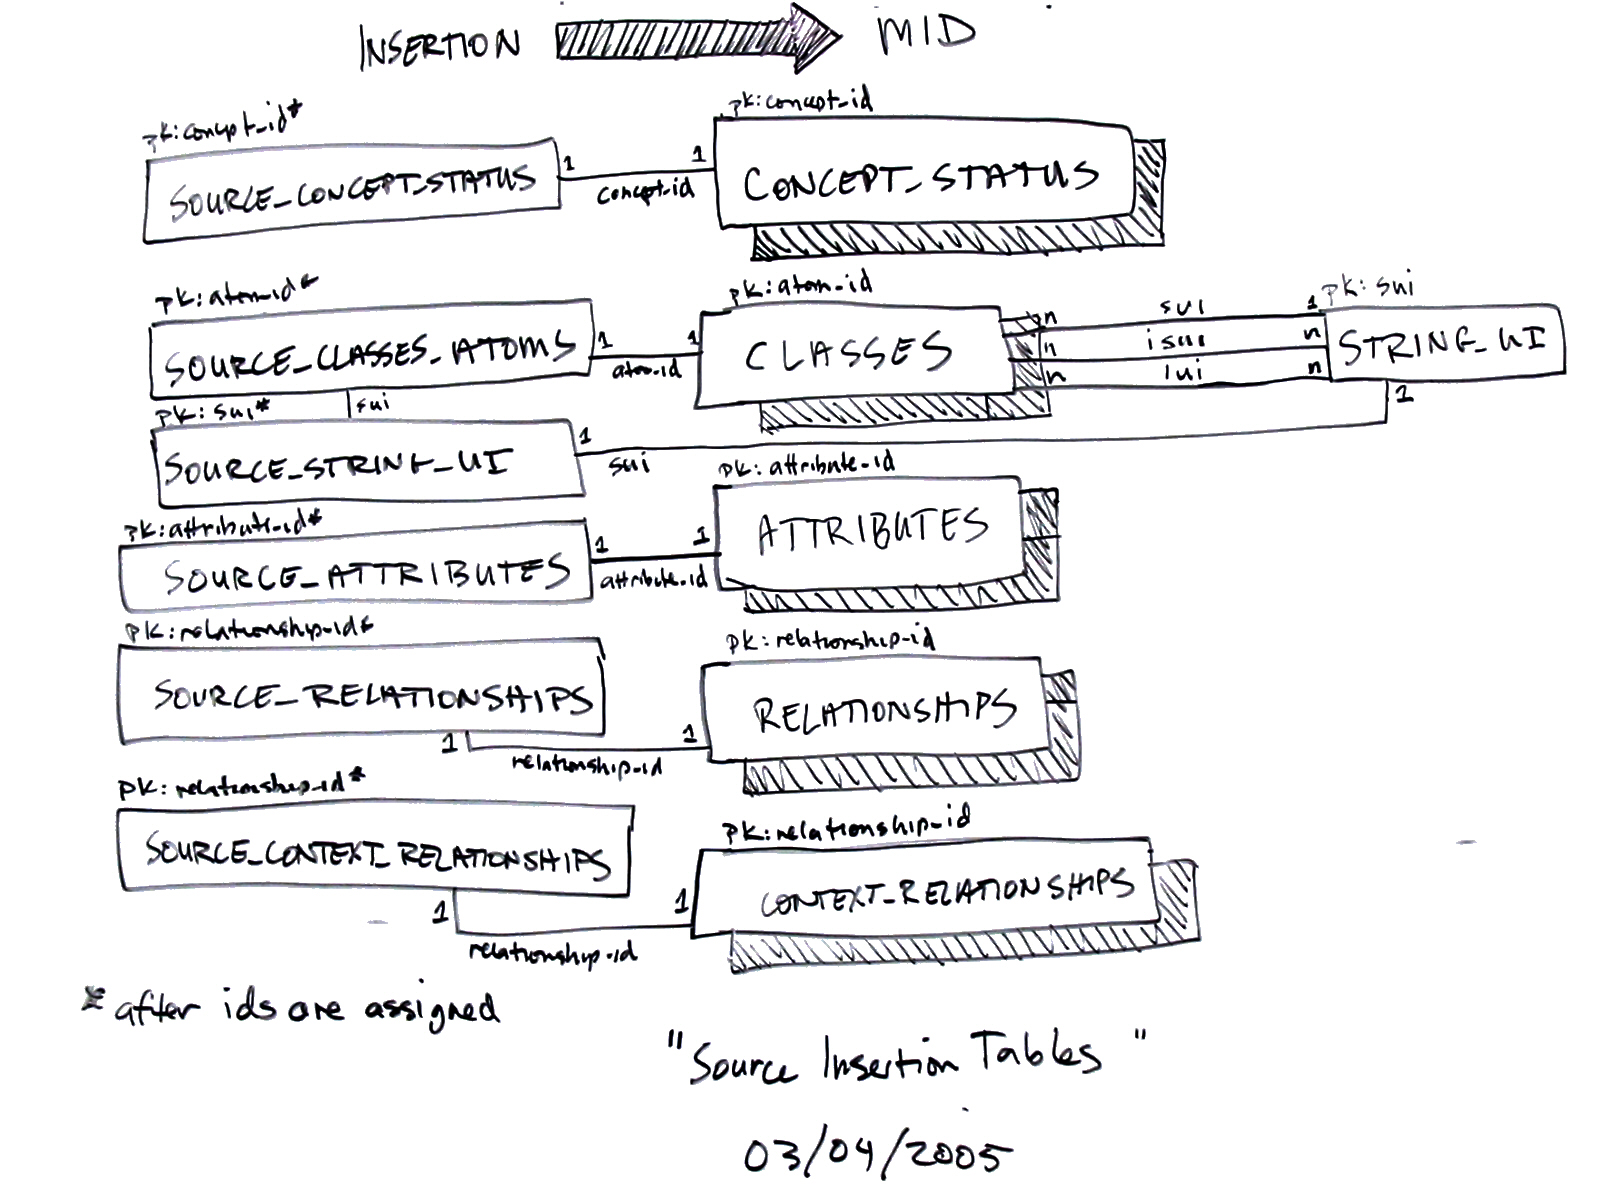 INSERTION MID
pk:concept_id* pk:concept_id
SOURCE_CONCEPT_STATUS 1 concept_id 1 CONCEPT_STATUS
pk:atom_id* pk:atom_id pk: sui
SOURCE_CLASSES_ATOMS 1 atom_id 1 CLASSES
n sui 1
n isui n
n lui n
STRING_UI
pk: sui* sui
SOURCE_STRING_UI 1 sui 1
pk:attribute_id* pk:attribute_id
SOURCE_ATTRIBUTES 1 attribute_id 1 ATTRIBUTES
pk:relationship_id* pk:relationship_id
SOURCE_RELATIONSHIPS 1 relationship_id 1 RELATIONSHIPS
pk:relationship_id* pk:relationship_id
SOURCE_CONTEXT_RELATIONSHIPS 1 relationship_id 1 CONTEXT_RELATIONSHIPS
* after ids are assigned
"Source Insertion Tables"
03/04/2005